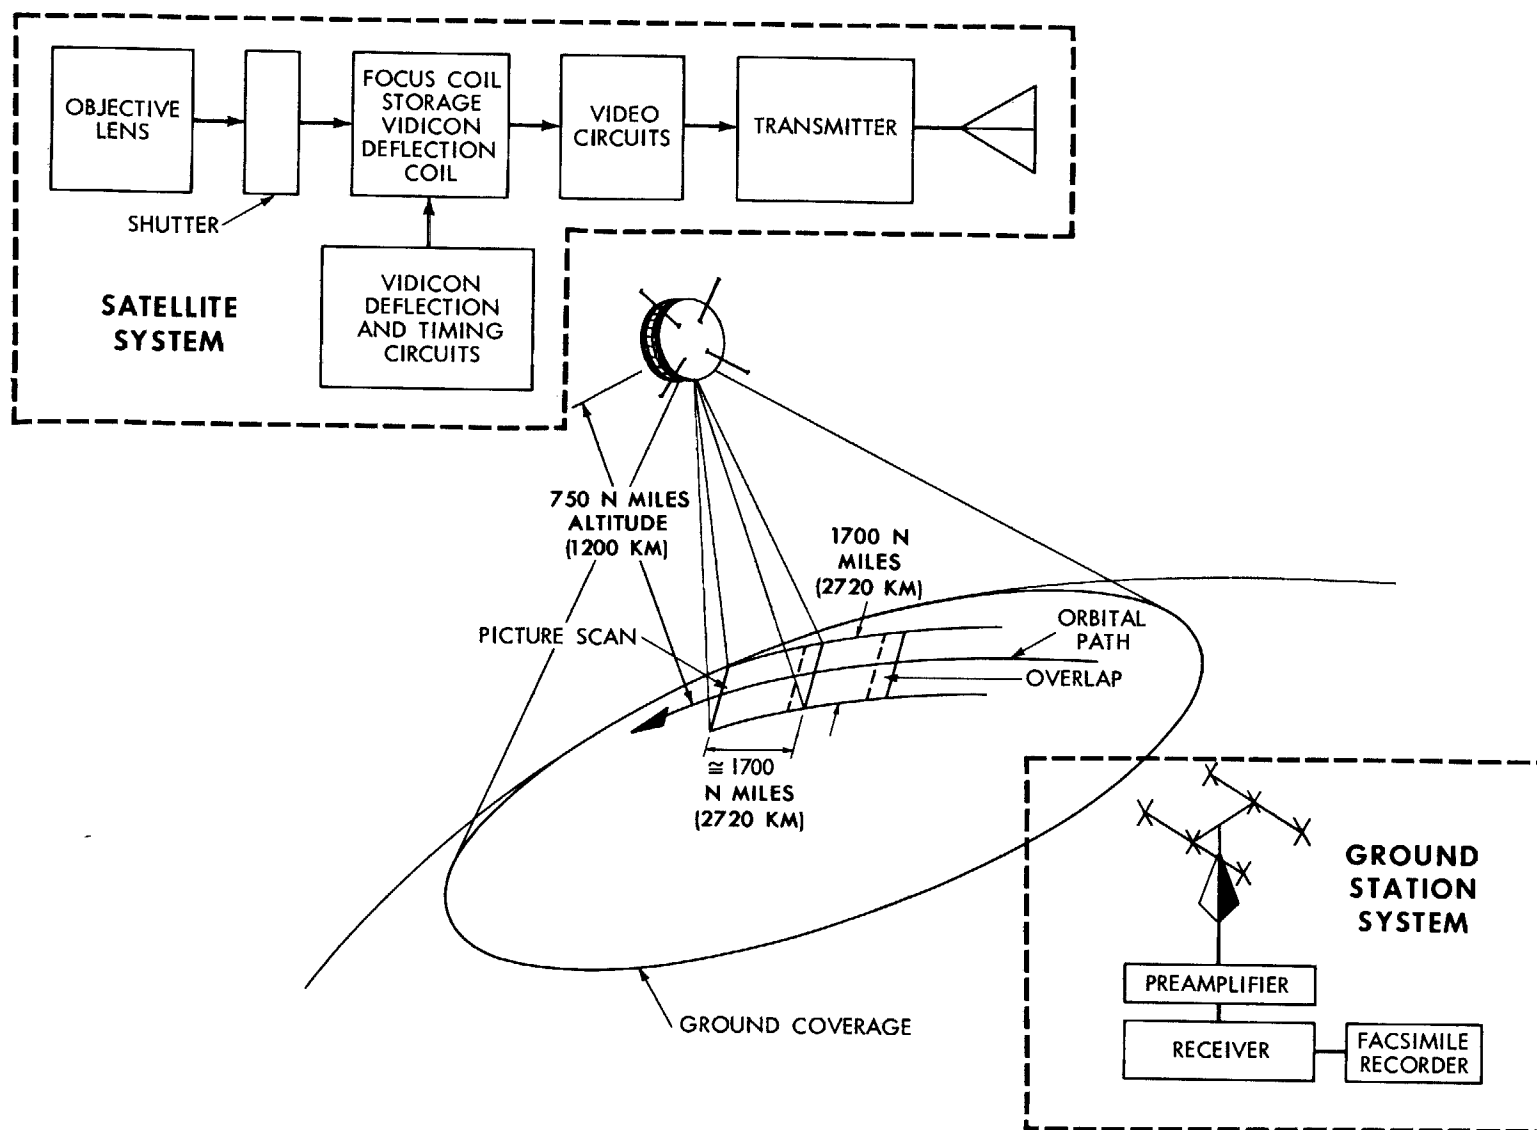 OBJECTIVE
LENS
SHUTTER
FOCUS COIL
STORAGE
VIDICON
DEFLECTION
COIL
VIDEO
CIRCUITS
TRANSMITTER
VIDICON
DEFLECTION
AND TIMING
CIRCUITS
SATELLITE
SYSTEM
750 N MILES
ALTITUDE
(1200 KM)
1700 N
MILES
(2720 KM)
PICTURE SCAN
ORBITAL
PATH
OVERLAP
≅ 1700
N MILES
(2720 KM)
GROUND COVERAGE
GROUND
STATION
SYSTEM
PREAMPLIFIER
RECEIVER
FACSIMILE
RECORDER